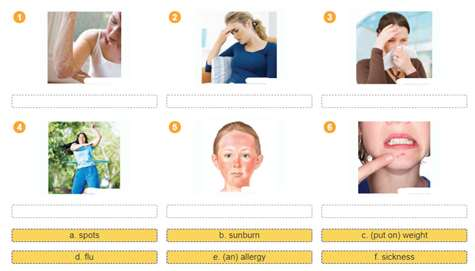 1 2 3
4 5 6
a. spots b. sunburn c. (put on) weight
d. flu e. (an) allergy f. sickness